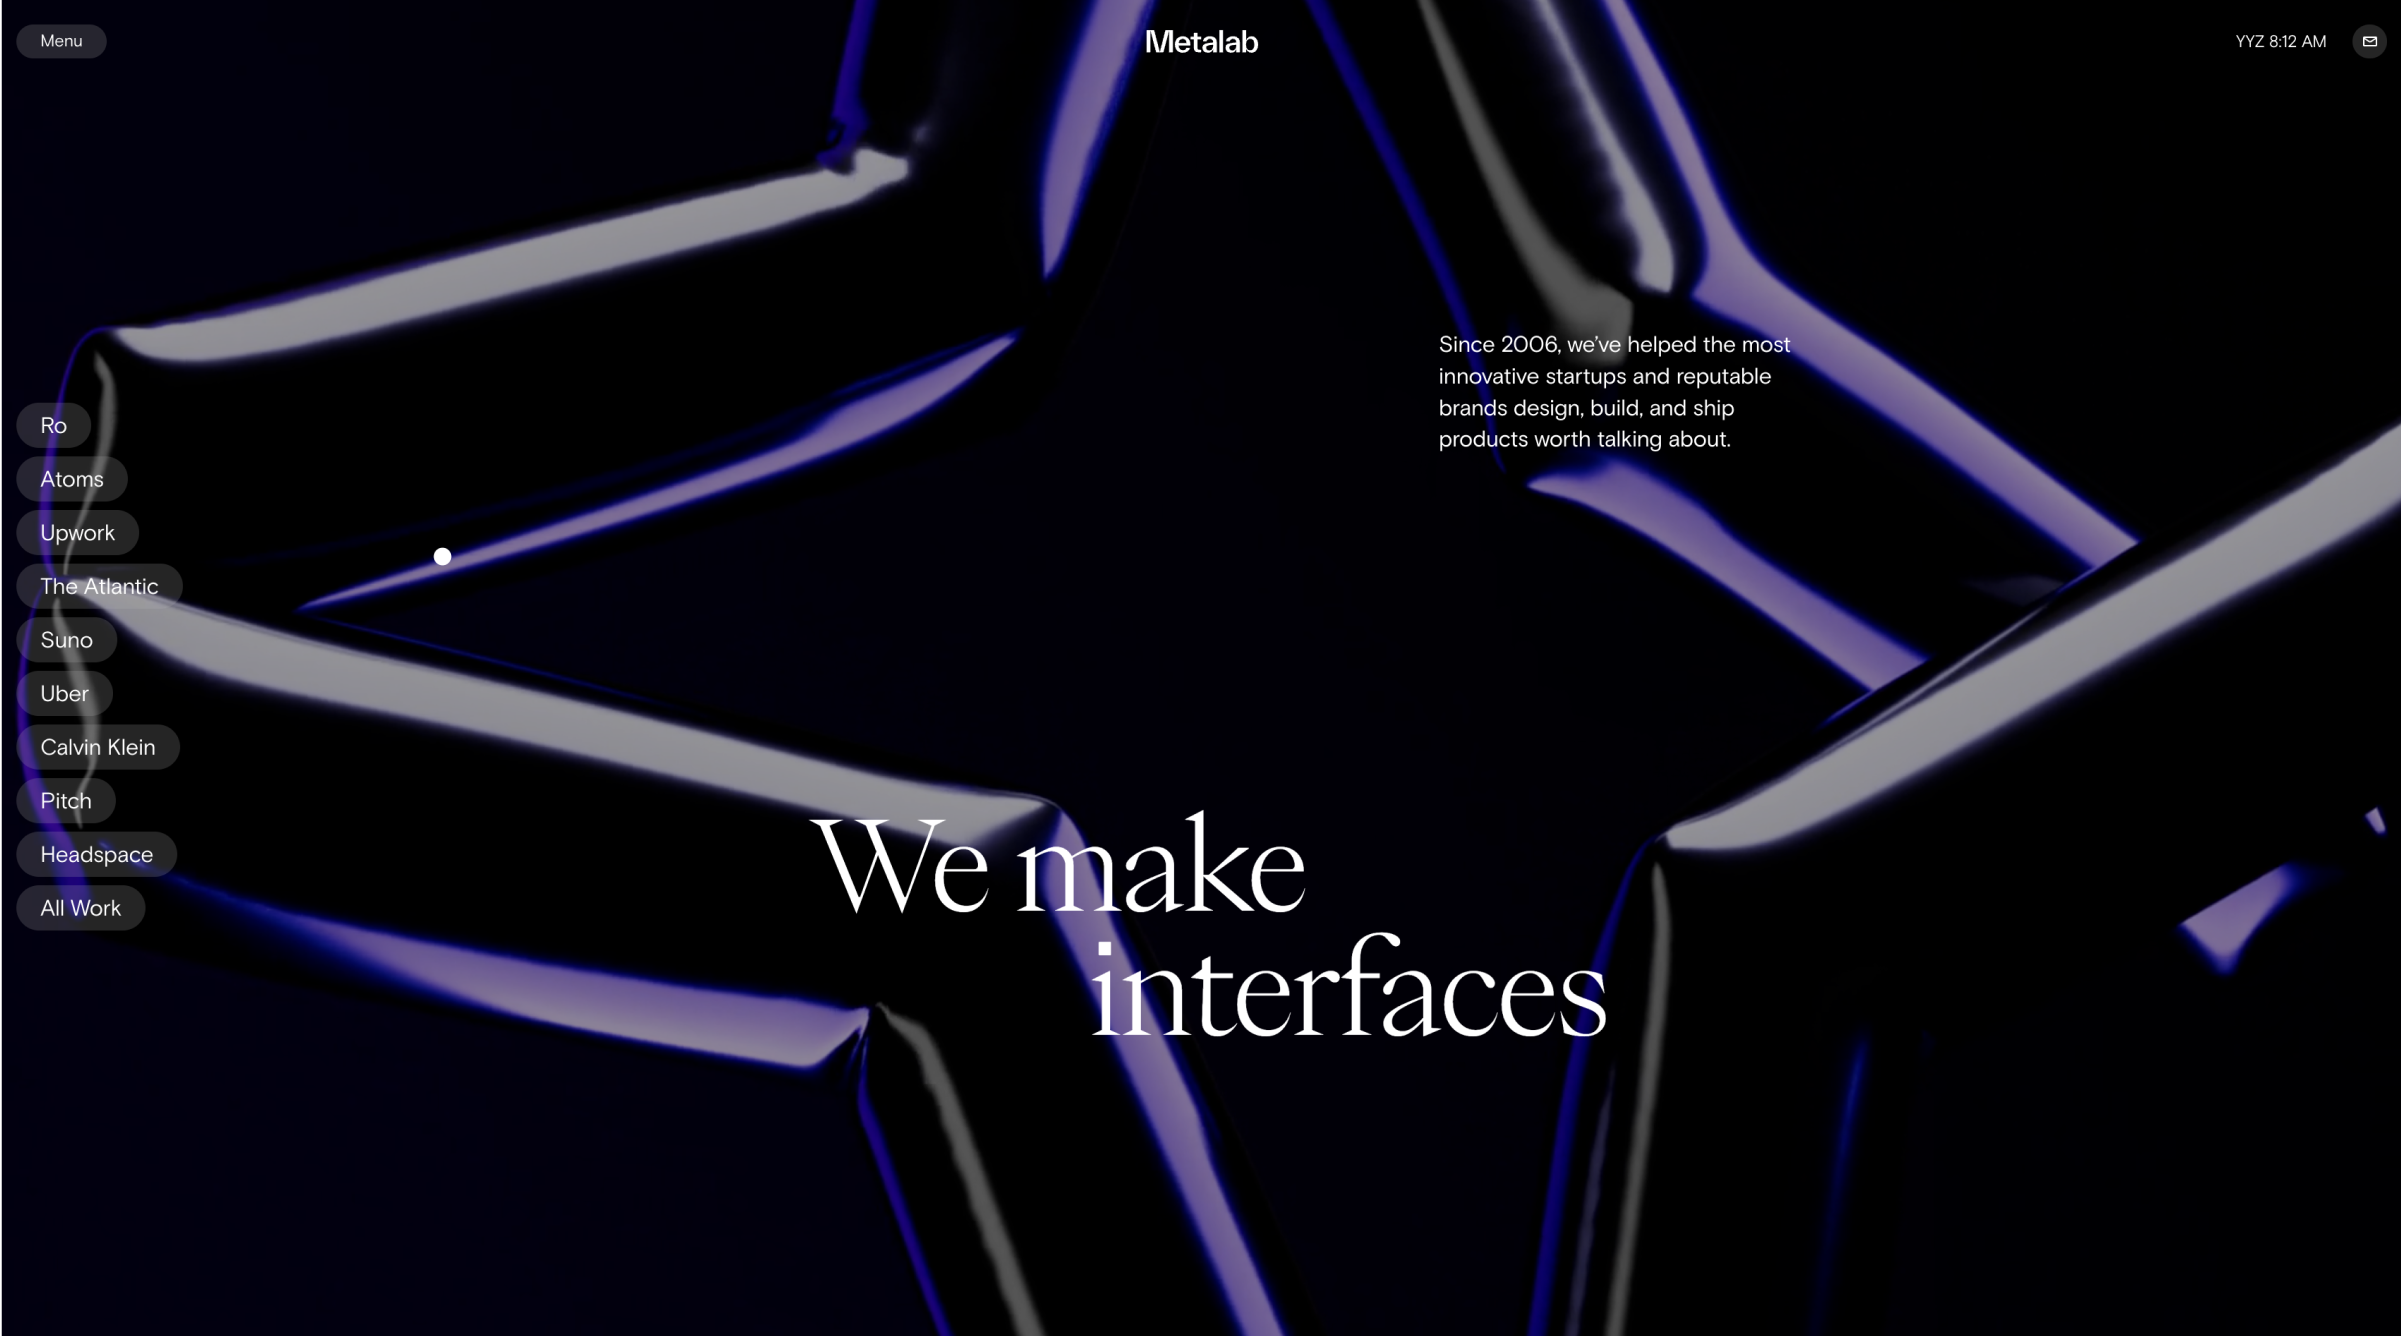 Menu
Metalab
YYZ 8:12 AM
Since 2006, we’ve helped the most
innovative startups and reputable
brands design, build, and ship
products worth talking about.
Ro
Atoms
Upwork
The Atlantic
Suno
Uber
Calvin Klein
Pitch
Headspace
All Work
We make
interfaces